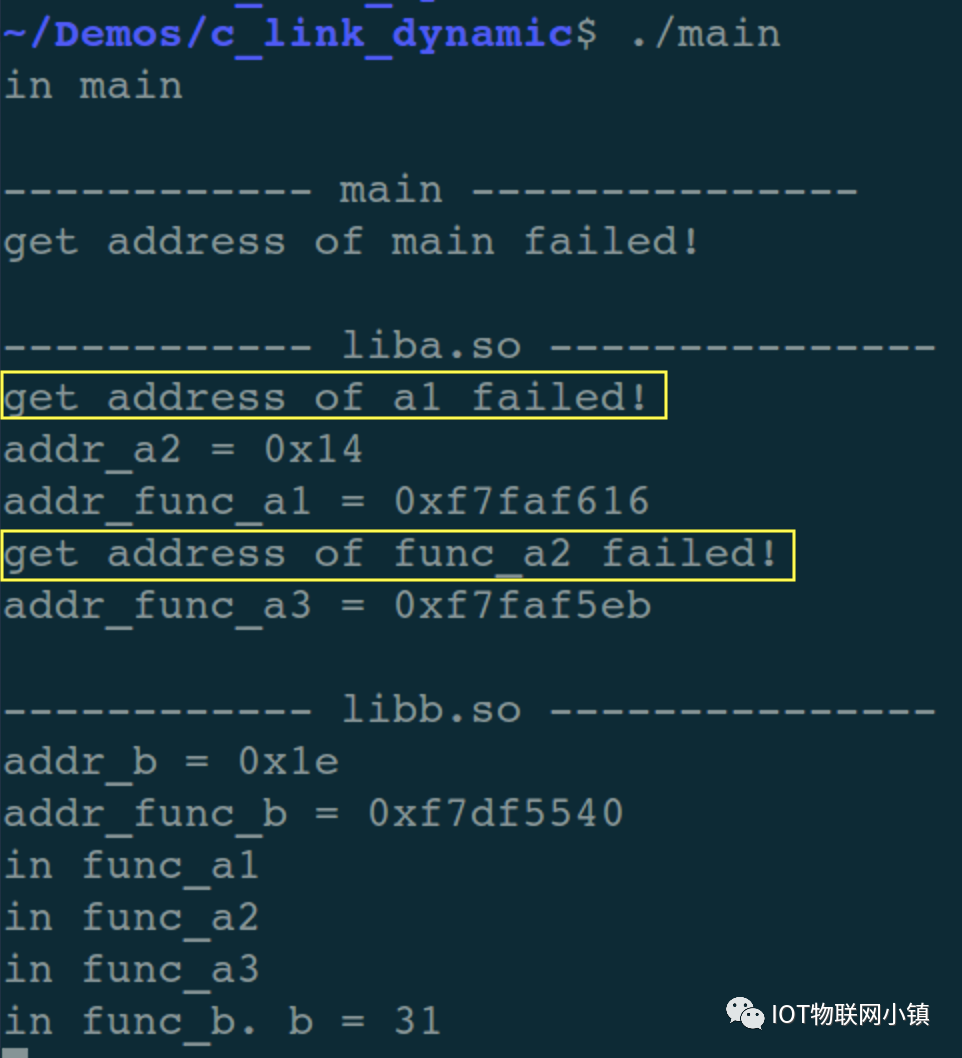 ~/Demos/c_link_dynamic$ ./main
in main
------------ main ---------------
get address of main failed!
------------ liba.so ---------------
get address of a1 failed!
addr_a2 = 0x14
addr_func_a1 = 0xf7faf616
get address of func_a2 failed!
addr_func_a3 = 0xf7faf5eb
------------ libb.so ---------------
addr_b = 0x1e
addr_func_b = 0xf7df5540
in func_a1
in func_a2
in func_a3
in func_b. b = 31
IOT物联网小镇